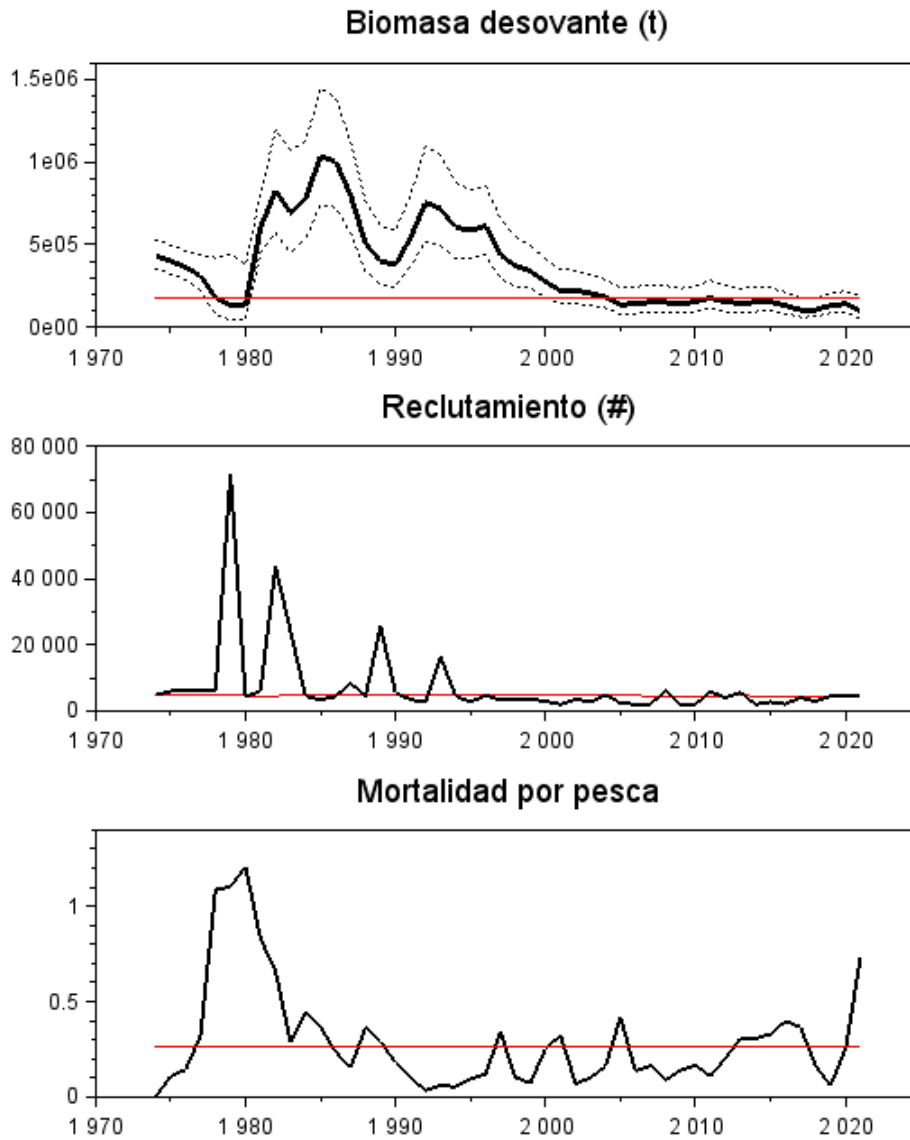 Biomasa desovante (t)
1.5e06
1e06
5e05
0e00
1 970 1 980 1 990 2 000 2 010 2 020
Reclutamiento (#)
80 000
60 000
40 000
20 000
0
1 970 1 980 1 990 2 000 2 010 2 020
Mortalidad por pesca
1
0.5
0
1 970 1 980 1 990 2 000 2 010 2 020